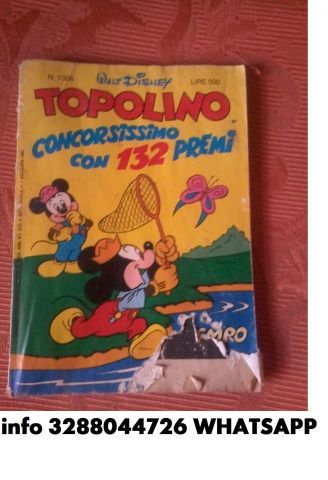 N. 1306 WALT DISNEY LIRE 500
TOPOLINO
CONCORSISSIMO
CON 132 PREMI
info 3288044726 WHATSAPP